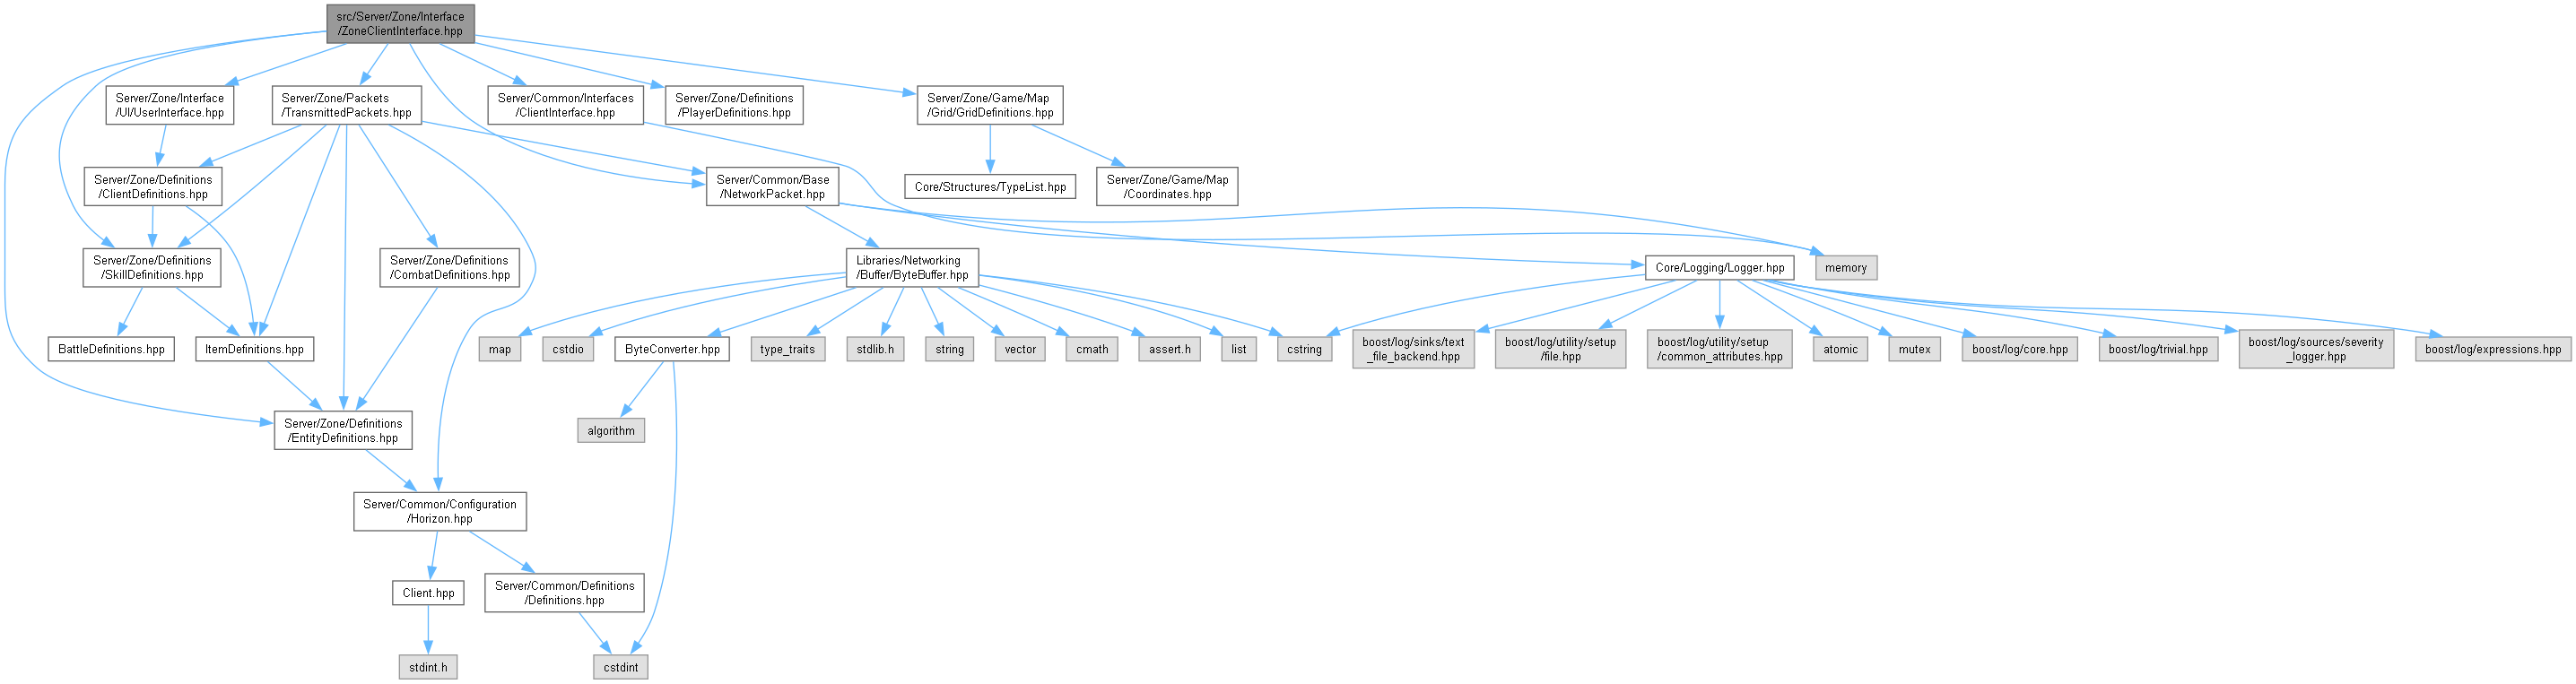 src/Server/Zone/Interface
/ZoneClientInterface.hpp
Server/Zone/Interface
/UI/UserInterface.hpp
Server/Zone/Packets
/TransmittedPackets.hpp
Server/Common/Interfaces
/ClientInterface.hpp
Server/Zone/Definitions
/PlayerDefinitions.hpp
Server/Zone/Game/Map
/Grid/GridDefinitions.hpp
Server/Zone/Definitions
/ClientDefinitions.hpp
Server/Common/Base
/NetworkPacket.hpp
Core/Structures/TypeList.hpp
Server/Zone/Game/Map
/Coordinates.hpp
Server/Zone/Definitions
/SkillDefinitions.hpp
Server/Zone/Definitions
/CombatDefinitions.hpp
Libraries/Networking
/Buffer/ByteBuffer.hpp
Core/Logging/Logger.hpp
memory
BattleDefinitions.hpp
ItemDefinitions.hpp
map
cstdio
ByteConverter.hpp
type_traits
stdlib.h
string
vector
cmath
assert.h
list
cstring
boost/log/sinks/text
_file_backend.hpp
boost/log/utility/setup
/file.hpp
boost/log/utility/setup
/common_attributes.hpp
atomic
mutex
boost/log/core.hpp
boost/log/trivial.hpp
boost/log/sources/severity
_logger.hpp
boost/log/expressions.hpp
Server/Zone/Definitions
/EntityDefinitions.hpp
algorithm
Server/Common/Configuration
/Horizon.hpp
Client.hpp
Server/Common/Definitions
/Definitions.hpp
stdint.h
cstdint